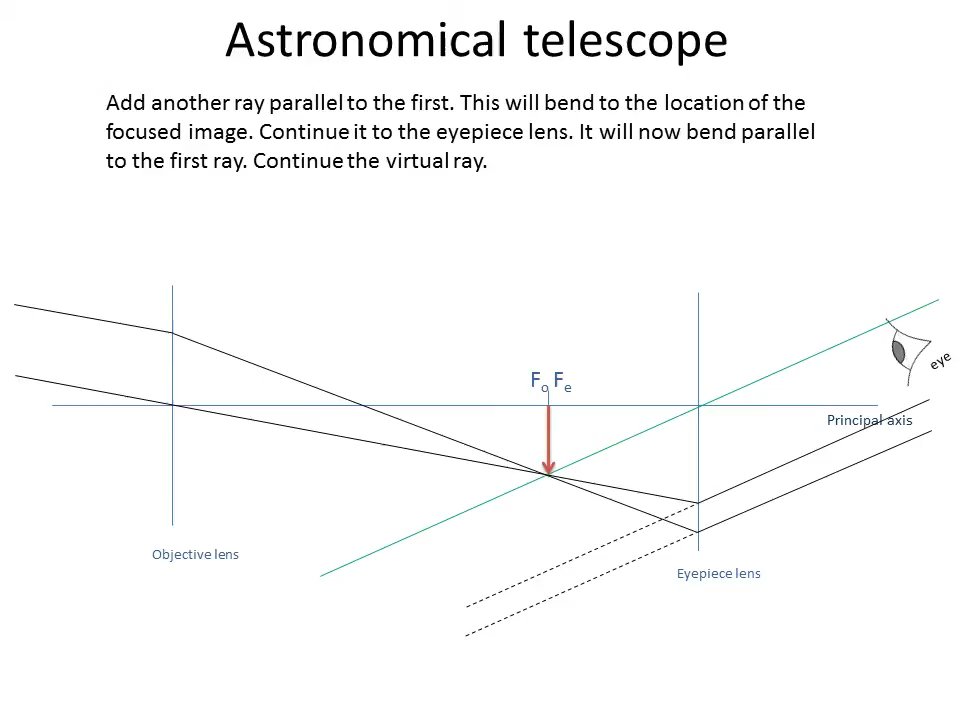 Astronomical telescope
Add another ray parallel to the first. This will bend to the location of the
focused image. Continue it to the eyepiece lens. It will now bend parallel
to the first ray. Continue the virtual ray.
Fo Fe
eye
Principal axis
Objective lens
Eyepiece lens